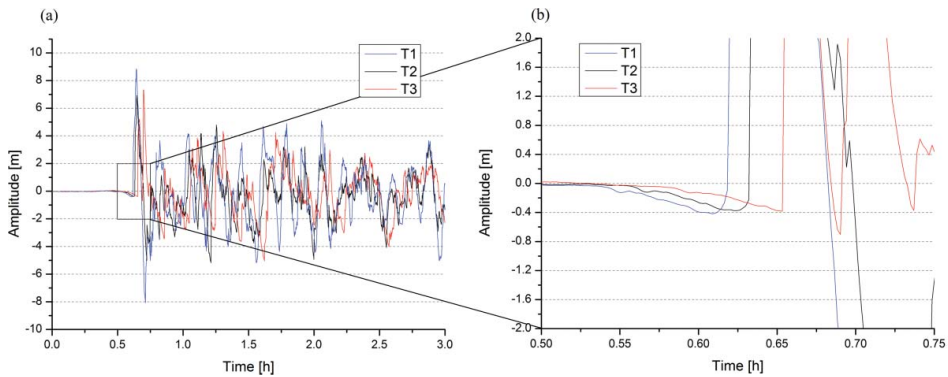 (a)
T1
T2
T3
10
8
6
4
2
0
-2
-4
-6
-8
-10
Amplitude [m]
0.0 0.5 1.0 1.5 2.0 2.5 3.0
Time [h]
(b)
T1
T2
T3
2.0
1.6
1.2
0.8
0.4
0.0
-0.4
-0.8
-1.2
-1.6
-2.0
Amplitude [m]
0.50 0.55 0.60 0.65 0.70 0.75
Time [h]